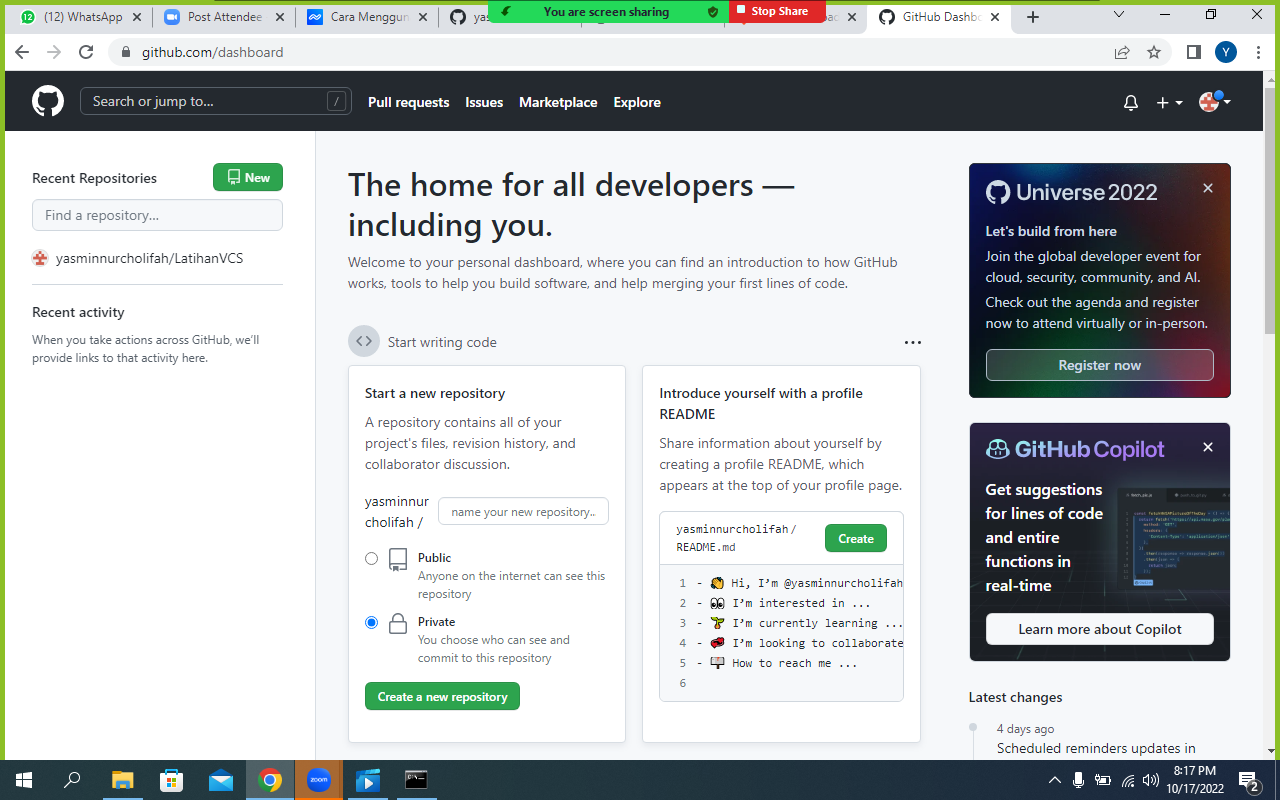 (12) WhatsApp
Post Attendee
Cara Menggun
You are screen sharing
Stop Share
GitHub Dashb
github.com/dashboard
Y
Search or jump to...
/
Pull requests
Issues
Marketplace
Explore
Recent Repositories
New
Find a repository...
yasminnurcholifah/LatihanVCS
Recent activity
When you take actions across GitHub, we'll
provide links to that activity here.
The home for all developers —
including you.
Welcome to your personal dashboard, where you can find an introduction to how GitHub
works, tools to help you build software, and help merging your first lines of code.
Start writing code
Start a new repository
A repository contains all of your
project's files, revision history, and
collaborator discussion.
yasminnur
cholifah /
name your new repository...
Public
Anyone on the internet can see this
repository
Private
You choose who can see and
commit to this repository
Create a new repository
Introduce yourself with a profile
README
Share information about yourself by
creating a profile README, which
appears at the top of your profile page.
yasminnurcholifah/
README.md
Create
1 - 👋 Hi, I'm @yasminnurcholifah
2 - 👀 I'm interested in ...
3 - 🌱 I'm currently learning ...
4 - 💞️ I'm looking to collaborate
5 - 📫 How to reach me ...
6
Universe 2022
Let's build from here
Join the global developer event for
cloud, security, community, and AI.
Check out the agenda and register
now to attend virtually or in-person.
Register now
GitHub Copilot
Get suggestions
for lines of code
and entire
functions in
real-time
Learn more about Copilot
Latest changes
4 days ago
Scheduled reminders updates in
zoom
8:17 PM
10/17/2022
2